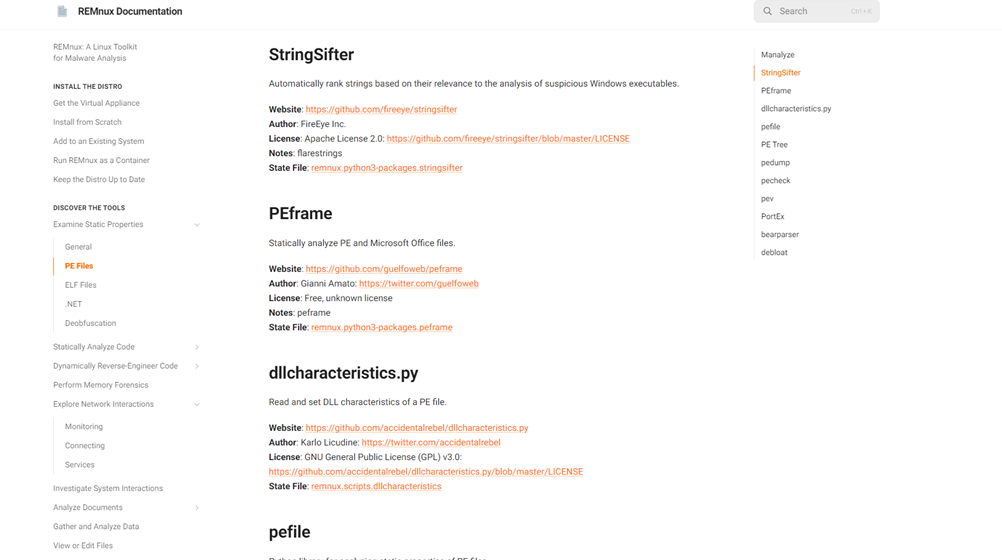 REMnux Documentation
Search
Ctrl+K
REMnux: A Linux Toolkit
for Malware Analysis
INSTALL THE DISTRO
Get the Virtual Appliance
Install from Scratch
Add to an Existing System
Run REMnux as a Container
Keep the Distro Up to Date
DISCOVER THE TOOLS
Examine Static Properties
General
PE Files
ELF Files
.NET
Deobfuscation
Statically Analyze Code
Dynamically Reverse-Engineer Code
Perform Memory Forensics
Explore Network Interactions
Monitoring
Connecting
Services
Investigate System Interactions
Analyze Documents
Gather and Analyze Data
View or Edit Files
StringSifter
Automatically rank strings based on their relevance to the analysis of suspicious Windows executables.
Website: https://github.com/fireeye/stringsifter
Author: FireEye Inc.
License: Apache License 2.0: https://github.com/fireeye/stringsifter/blob/master/LICENSE
Notes: flarestrings
State File: remnux.python3-packages.stringsifter
PEframe
Statically analyze PE and Microsoft Office files.
Website: https://github.com/guelfoweb/peframe
Author: Gianni Amato: https://twitter.com/guelfoweb
License: Free, unknown license
Notes: peframe
State File: remnux.python3-packages.peframe
dllcharacteristics.py
Read and set DLL characteristics of a PE file.
Website: https://github.com/accidentalrebel/dllcharacteristics.py
Author: Karlo Licudine: https://twitter.com/accidentalrebel
License: GNU General Public License (GPL) v3.0:
https://github.com/accidentalrebel/dllcharacteristics.py/blob/master/LICENSE
State File: remnux.scripts.dllcharacteristics
pefile
Python library for analyzing static properties of PE files.
Manalyze
StringSifter
PEframe
dllcharacteristics.py
pefile
PE Tree
pedump
pecheck
pev
PortEx
bearparser
debloat